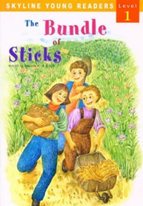 SKYLINE YOUNG READERS
Level 1
The Bundle
of
Sticks